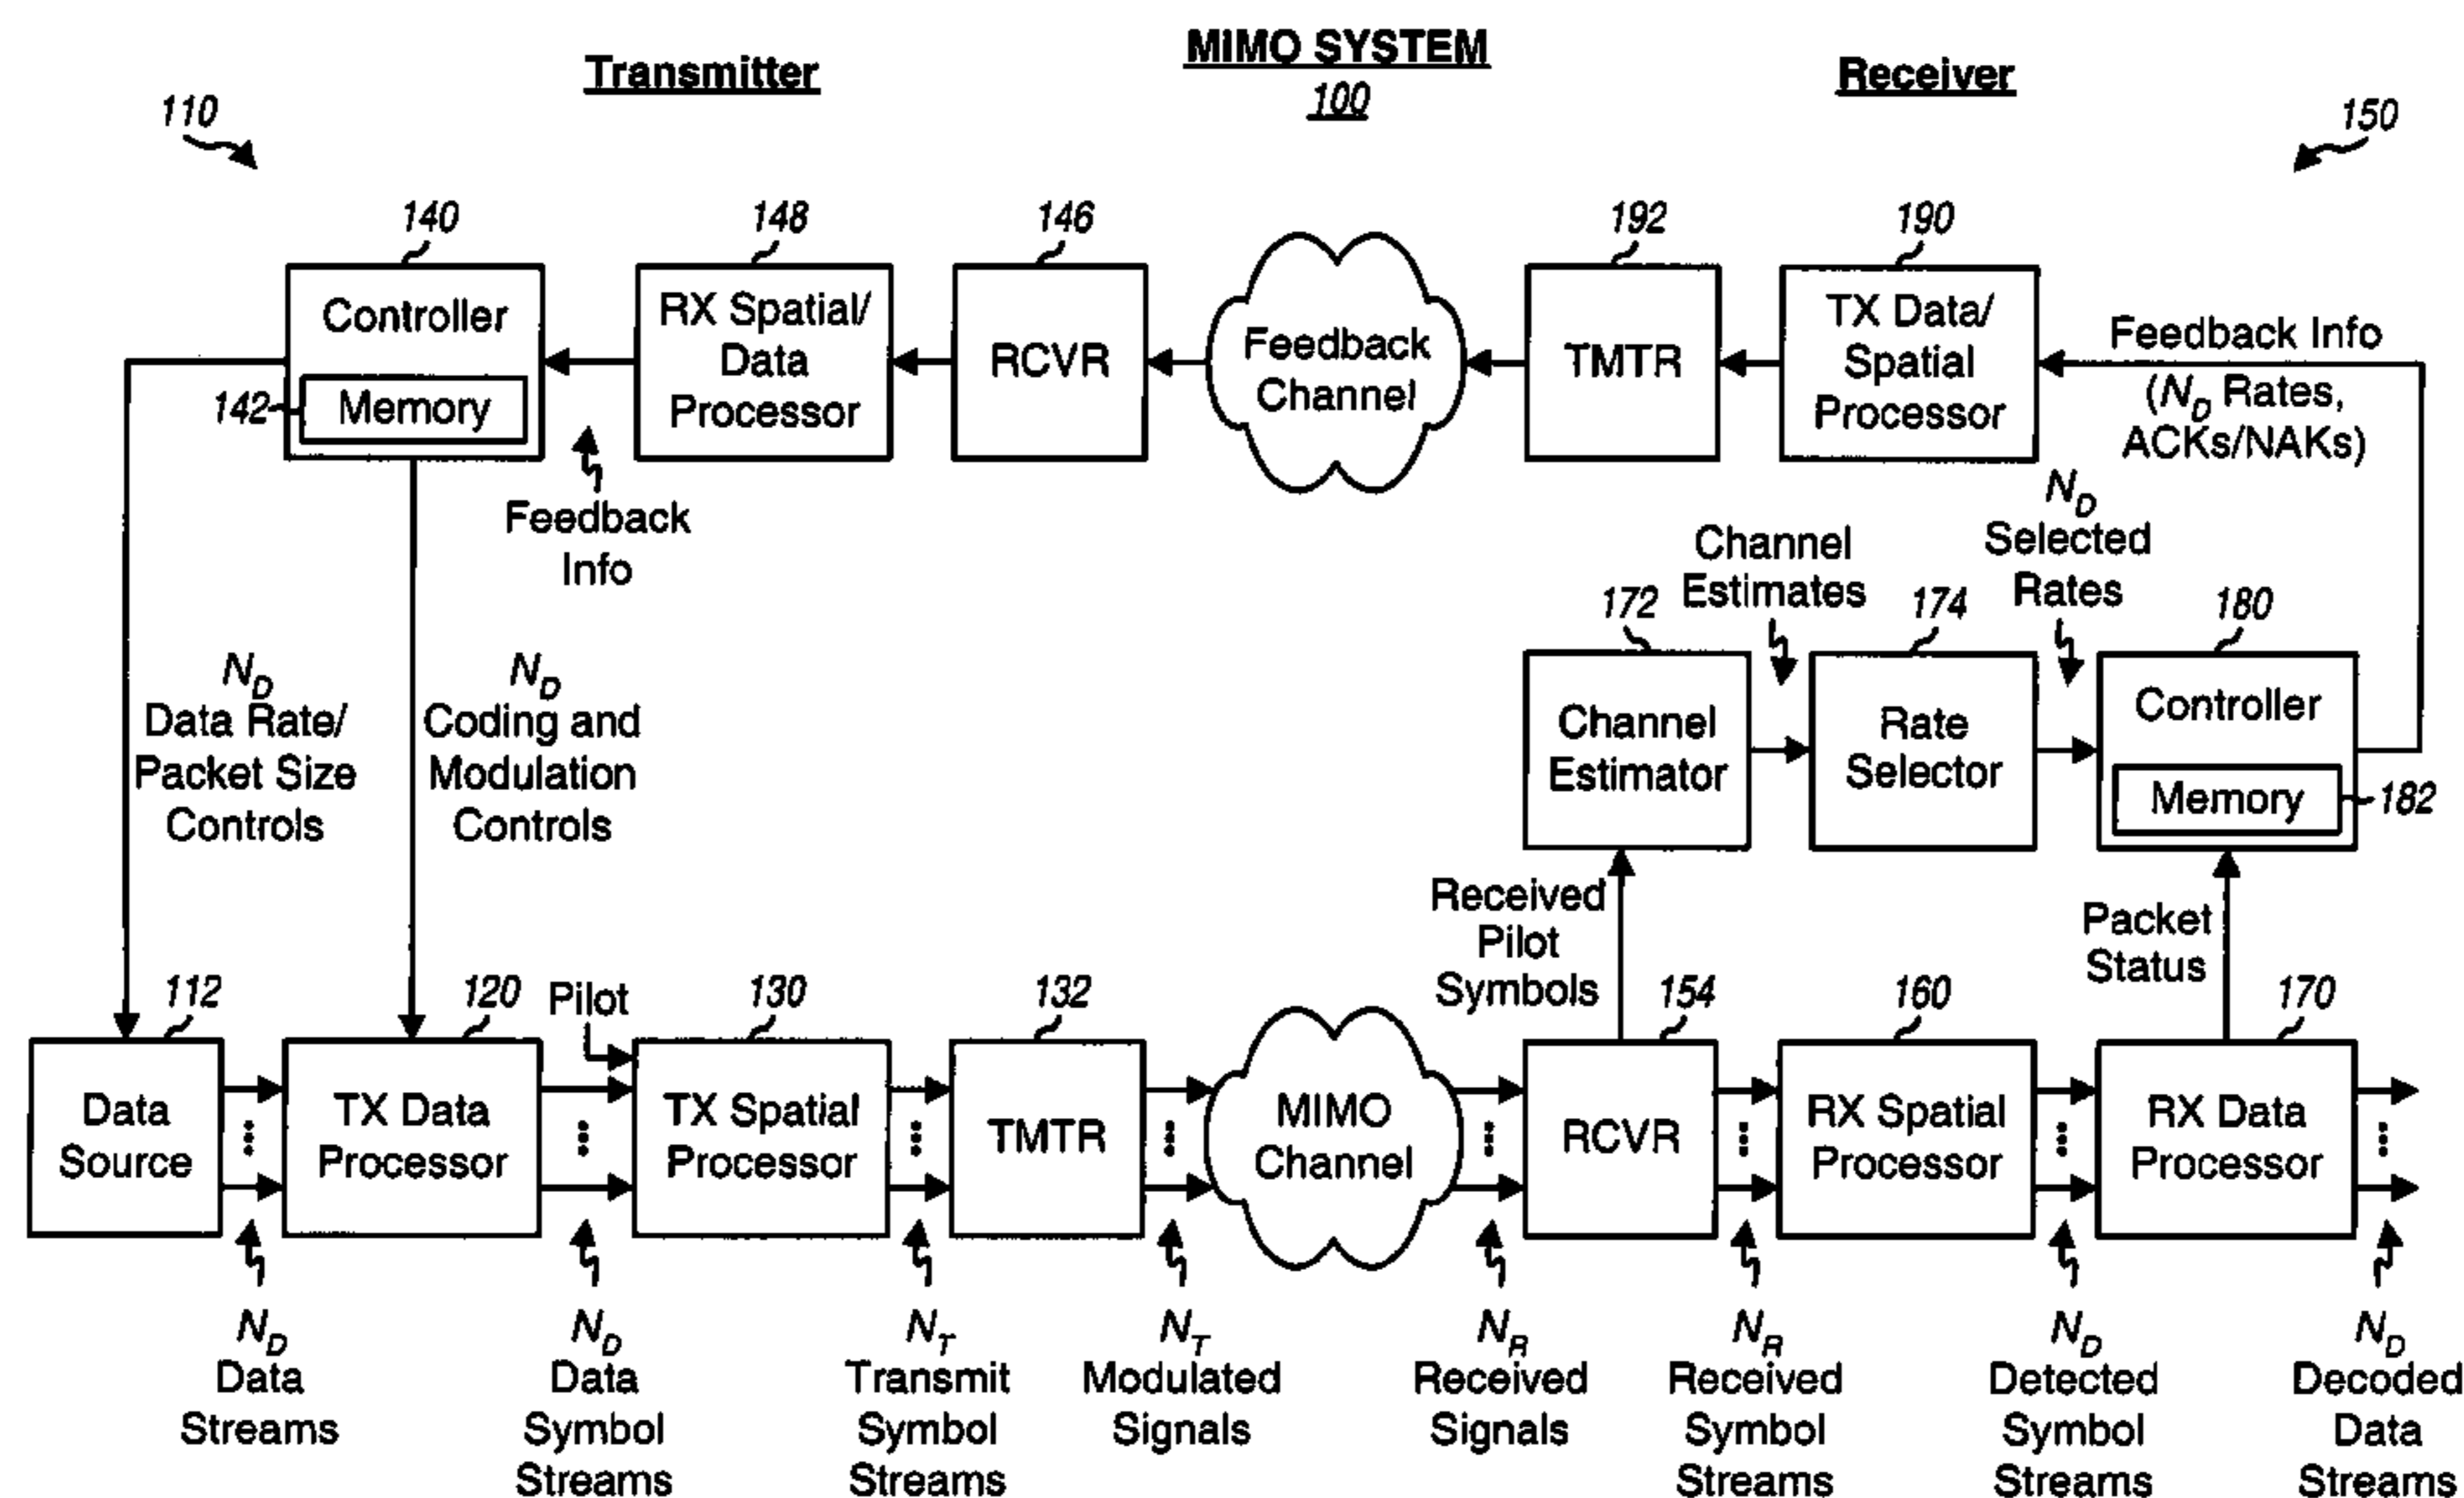 MIMO SYSTEM
100
Transmitter
Receiver
110
150
140
148
146
192
190
Controller
Memory
142
RX Spatial/
Data
Processor
RCVR
Feedback
Channel
TMTR
TX Data/
Spatial
Processor
Feedback Info
(ND Rates,
ACKs/NAKs)
Feedback
Info
Channel
Estimates
ND
Selected
Rates
172
174
180
ND
Data Rate/
Packet Size
Controls
ND
Coding and
Modulation
Controls
Channel
Estimator
Rate
Selector
Controller
Memory
182
Received
Pilot
Symbols
Packet
Status
112
120
Pilot
130
132
154
160
170
Data
Source
TX Data
Processor
TX Spatial
Processor
TMTR
MIMO
Channel
RCVR
RX Spatial
Processor
RX Data
Processor
ND
Data
Streams
ND
Data
Symbol
Streams
NT
Transmit
Symbol
Streams
NT
Modulated
Signals
NR
Received
Signals
NR
Received
Symbol
Streams
ND
Detected
Symbol
Streams
ND
Decoded
Data
Streams